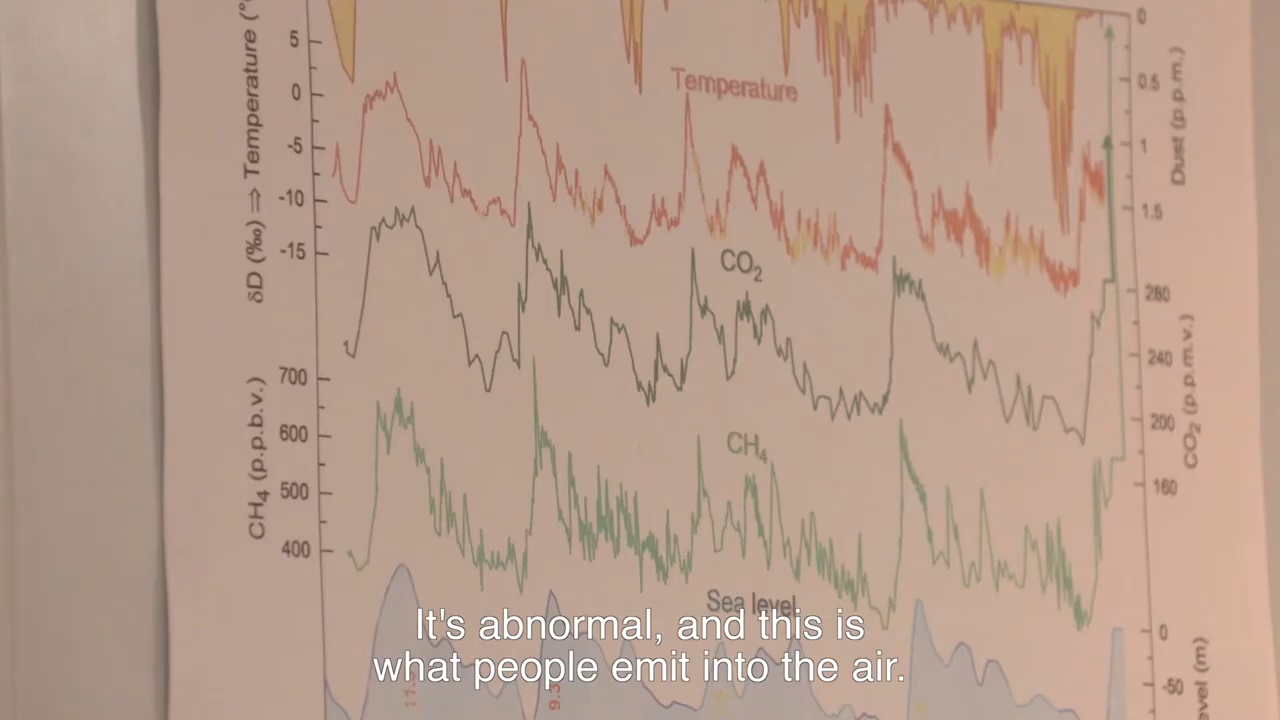 δD (‰) ⇒ Temperature (°
5
0
-5
-10
-15
Temperature
0
0.5
1
1.5
Dust (p.p.m.)
CO₂
280
240
200
160
CO₂ (p.p.m.v.)
CH₄ (p.p.b.v.)
700
600
500
400
CH₄
Sea level
0
-50
evel (m)
It's abnormal, and this is
what people emit into the air.